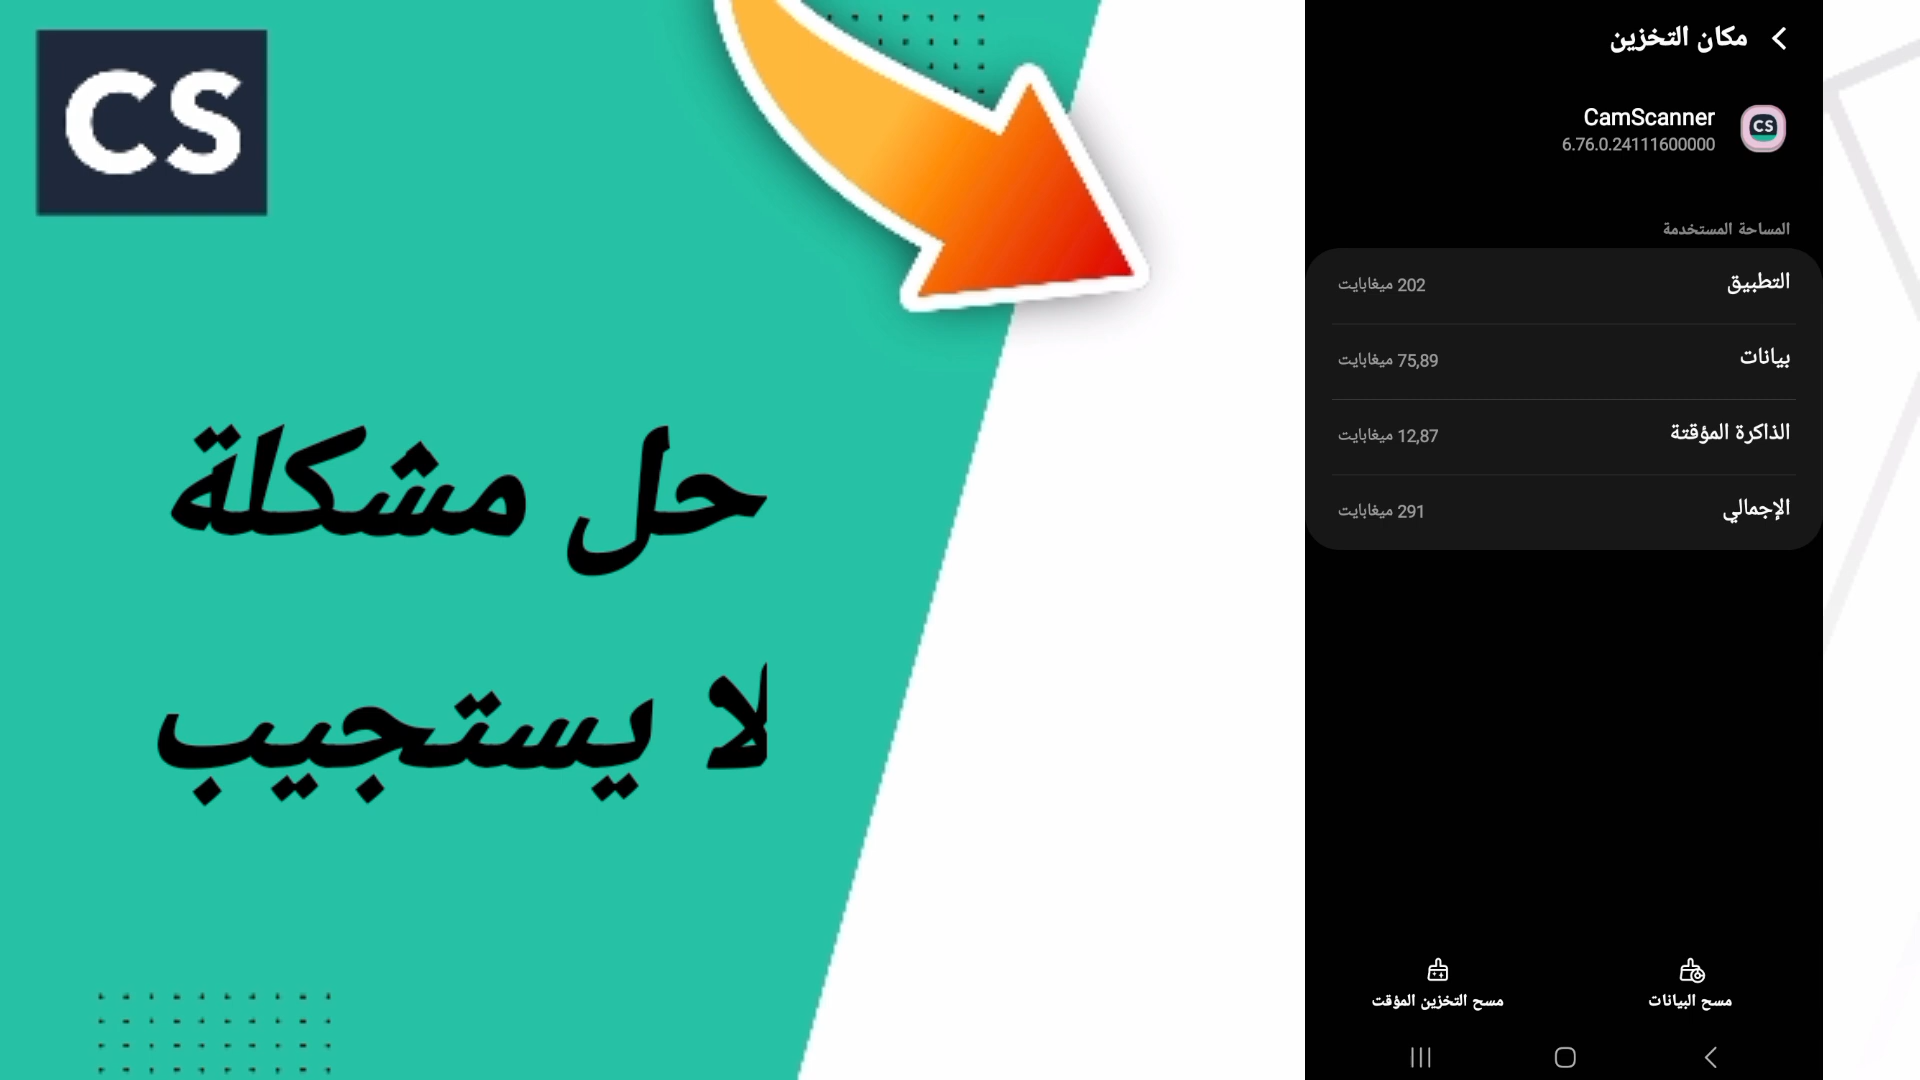 CS
حل مشكلة
لا يستجيب
مكان التخزين
CamScanner
CS
6.76.0.24111600000
المساحة المستخدمة
التطبيق
202 ميغابايت
بيانات
75,89 ميغابايت
الذاكرة المؤقتة
12,87 ميغابايت
الإجمالي
291 ميغابايت
مسح البيانات
مسح التخزين المؤقت